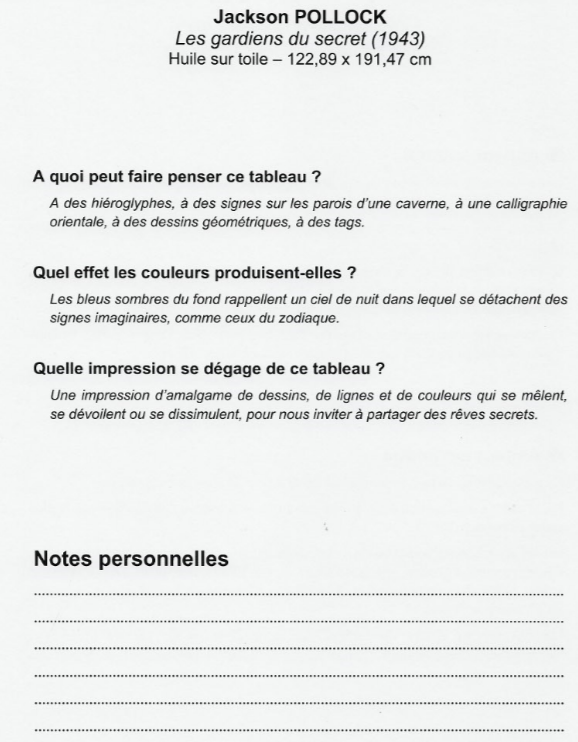 Jackson POLLOCK
Les gardiens du secret (1943)
Huile sur toile – 122,89 x 191,47 cm
A quoi peut faire penser ce tableau ?
A des hiéroglyphes, à des signes sur les parois d'une caverne, à une calligraphie
orientale, à des dessins géométriques, à des tags.
Quel effet les couleurs produisent-elles ?
Les bleus sombres du fond rappellent un ciel de nuit dans lequel se détachent des
signes imaginaires, comme ceux du zodiaque.
Quelle impression se dégage de ce tableau ?
Une impression d'amalgame de dessins, de lignes et de couleurs qui se mêlent,
se dévoilent ou se dissimulent, pour nous inviter à partager des rêves secrets.
Notes personnelles